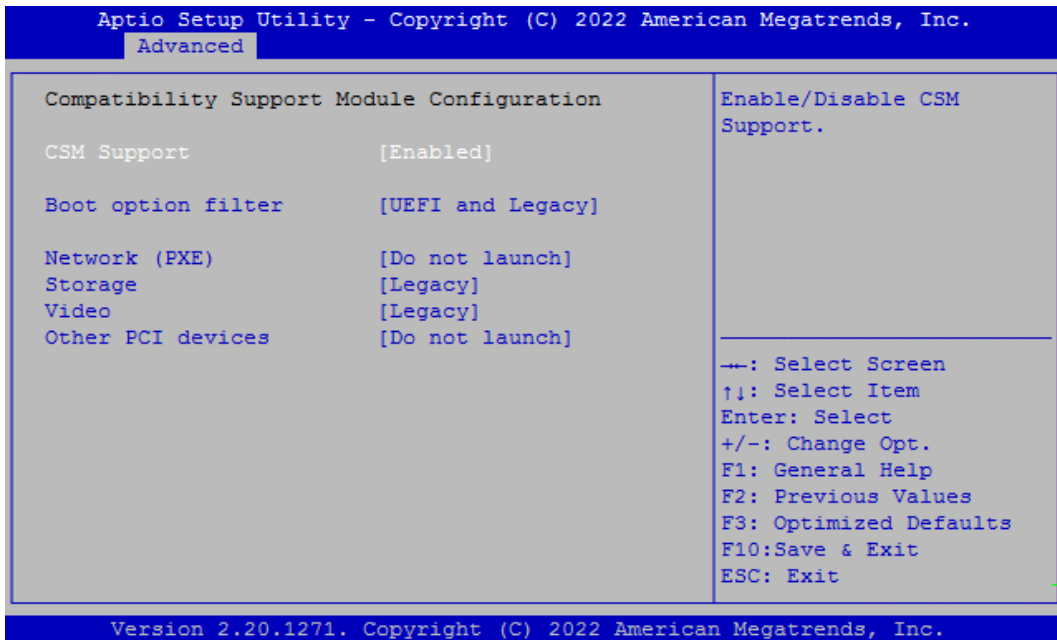 Aptio Setup Utility - Copyright (C) 2022 American Megatrends, Inc.
Advanced
Compatibility Support Module Configuration
CSM Support [Enabled]
Boot option filter [UEFI and Legacy]
Network (PXE) [Do not launch]
Storage [Legacy]
Video [Legacy]
Other PCI devices [Do not launch]
Enable/Disable CSM
Support.
→←: Select Screen
↑↓: Select Item
Enter: Select
+/-: Change Opt.
F1: General Help
F2: Previous Values
F3: Optimized Defaults
F10:Save & Exit
ESC: Exit
Version 2.20.1271. Copyright (C) 2022 American Megatrends, Inc.